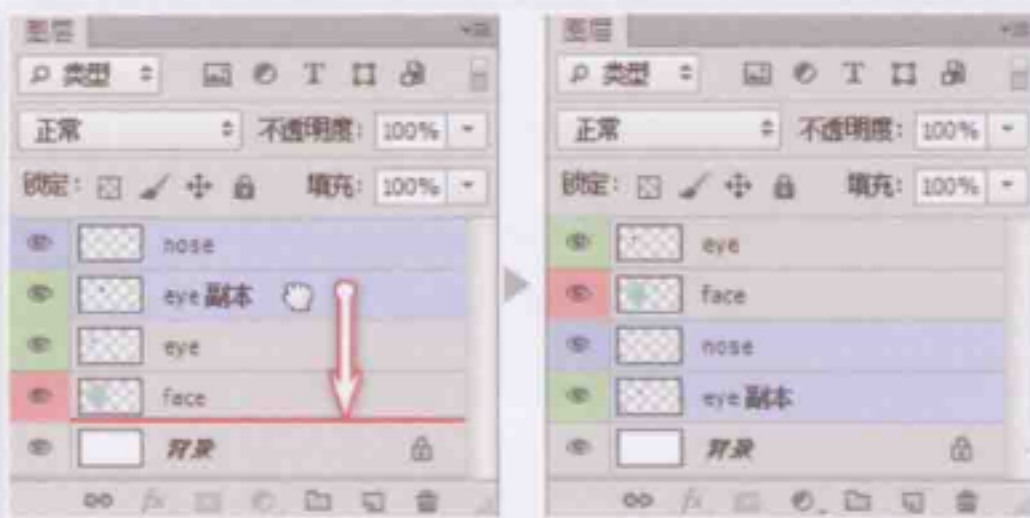 图层
类型
正常 不透明度: 100%
锁定: 填充: 100%
nose
eye 副本
eye
face
背景
图层
类型
正常 不透明度: 100%
锁定: 填充: 100%
eye
face
nose
eye 副本
背景